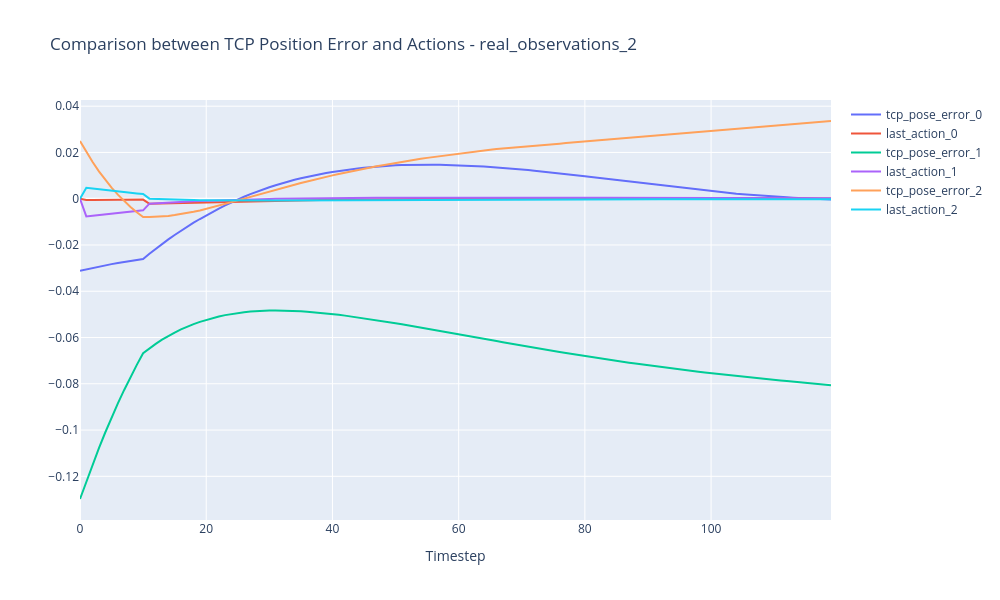 Comparison between TCP Position Error and Actions - real_observations_2
0.04
0.02
0
−0.02
−0.04
−0.06
−0.08
−0.1
−0.12
0 20 40 60 80 100
Timestep
tcp_pose_error_0
last_action_0
tcp_pose_error_1
last_action_1
tcp_pose_error_2
last_action_2